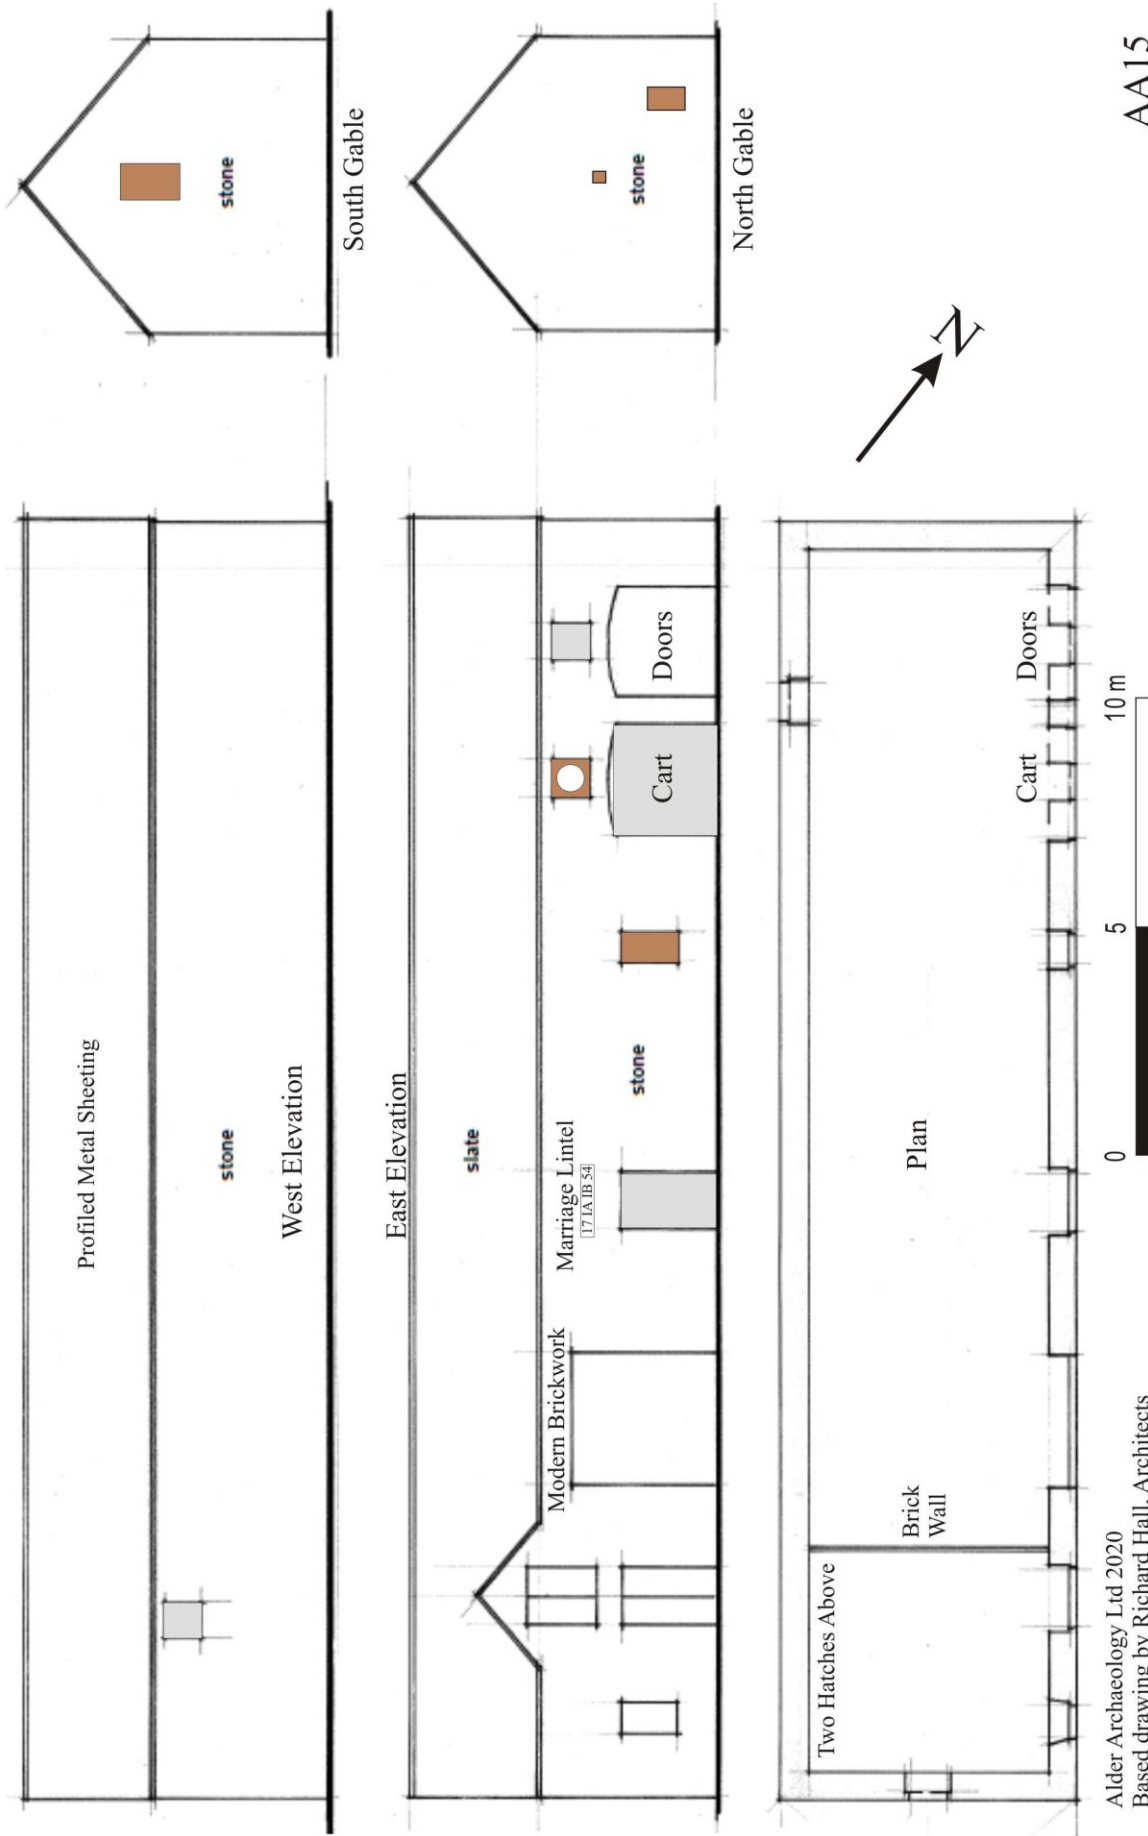 Profiled Metal Sheeting
stone
West Elevation
stone
South Gable
East Elevation
slate
Modern Brickwork
Marriage Lintel
17 IA IB 54
stone
Cart
Doors
stone
North Gable
Two Hatches Above
Brick
Wall
Plan
Cart
Doors
N
0
5
10 m
Alder Archaeology Ltd 2020
Based drawing by Richard Hall, Architects
AA15